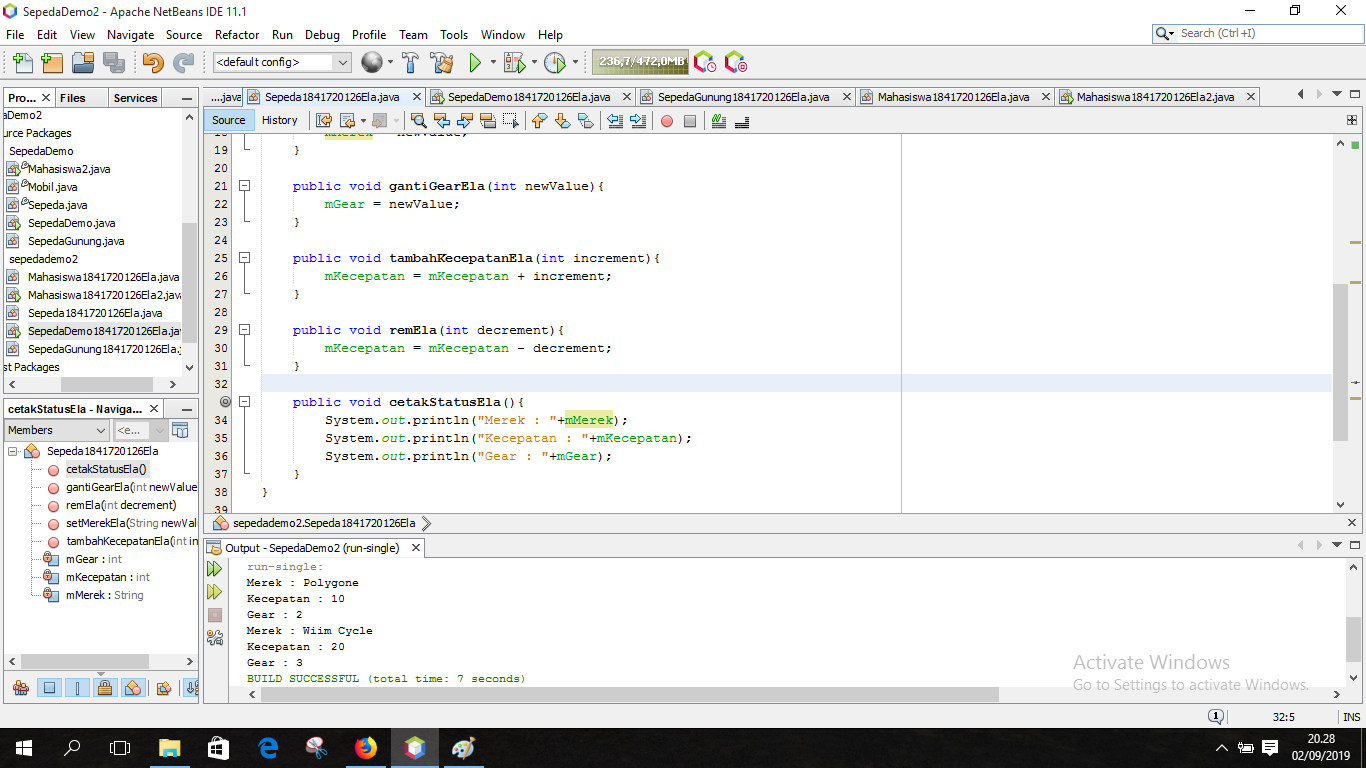 SepedaDemo2 - Apache NetBeans IDE 11.1
File Edit View Navigate Source Refactor Run Debug Profile Team Tools Window Help
Search (Ctrl+I)
<default config>
236,7/472,0MB
Pro... Files Services
aDemo2
urce Packages
SepedaDemo
Mahasiswa2.java
Mobil.java
Sepeda.java
SepedaDemo.java
SepedaGunung.java
sepedademo2
Mahasiswa1841720126Ela.java
Mahasiswa1841720126Ela2.java
Sepeda1841720126Ela.java
SepedaDemo1841720126Ela.jav
SepedaGunung1841720126Ela.j
st Packages
cetakStatusEla - Naviga...
Members <e...
Sepeda1841720126Ela
cetakStatusEla()
gantiGearEla(int newValue
remEla(int decrement)
setMerekEla(String newVal
tambahKecepatanEla(int in
mGear : int
mKecepatan : int
mMerek : String
....java Sepeda1841720126Ela.java SepedaDemo1841720126Ela.java SepedaGunung1841720126Ela.java Mahasiswa1841720126Ela.java Mahasiswa1841720126Ela2.java
Source History
18 mMerek = newValue;
19 }
20
21 public void gantiGearEla(int newValue){
22 mGear = newValue;
23 }
24
25 public void tambahKecepatanEla(int increment){
26 mKecepatan = mKecepatan + increment;
27 }
28
29 public void remEla(int decrement){
30 mKecepatan = mKecepatan - decrement;
31 }
32
public void cetakStatusEla(){
34 System.out.println("Merek : "+mMerek);
35 System.out.println("Kecepatan : "+mKecepatan);
36 System.out.println("Gear : "+mGear);
37 }
38 }
39
sepedademo2.Sepeda1841720126Ela
Output - SepedaDemo2 (run-single)
run-single:
Merek : Polygone
Kecepatan : 10
Gear : 2
Merek : Wiim Cycle
Kecepatan : 20
Gear : 3
BUILD SUCCESSFUL (total time: 7 seconds)
Activate Windows
Go to Settings to activate Windows.
1 32:5 INS
20.28
02/09/2019